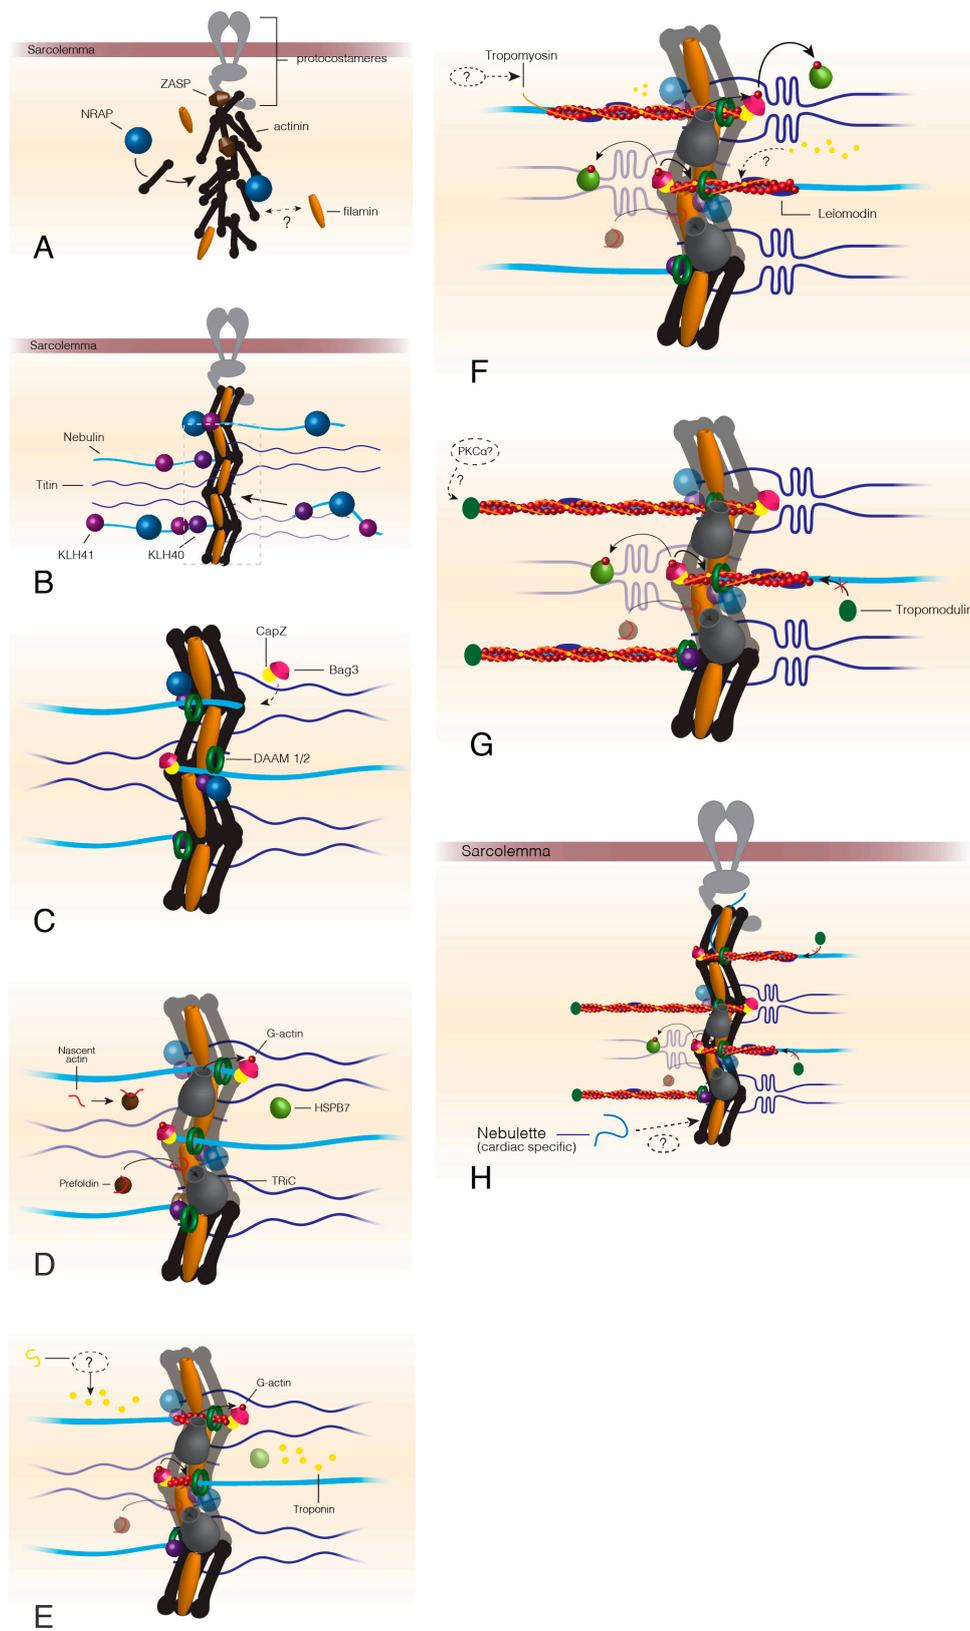 Sarcolemma
protocostameres
ZASP
NRAP
actinin
filamin
?
A
Sarcolemma
Nebulin
Titin
KLH41
KLH40
B
CapZ
Bag3
DAAM 1/2
C
G-actin
Nascent
actin
HSPB7
Prefoldin
TRiC
D
?
G-actin
Troponin
E
Tropomyosin
?
?
Leiomodin
F
PKCα?
?
Tropomodulin
G
Sarcolemma
Nebulette
(cardiac specific)
?
H